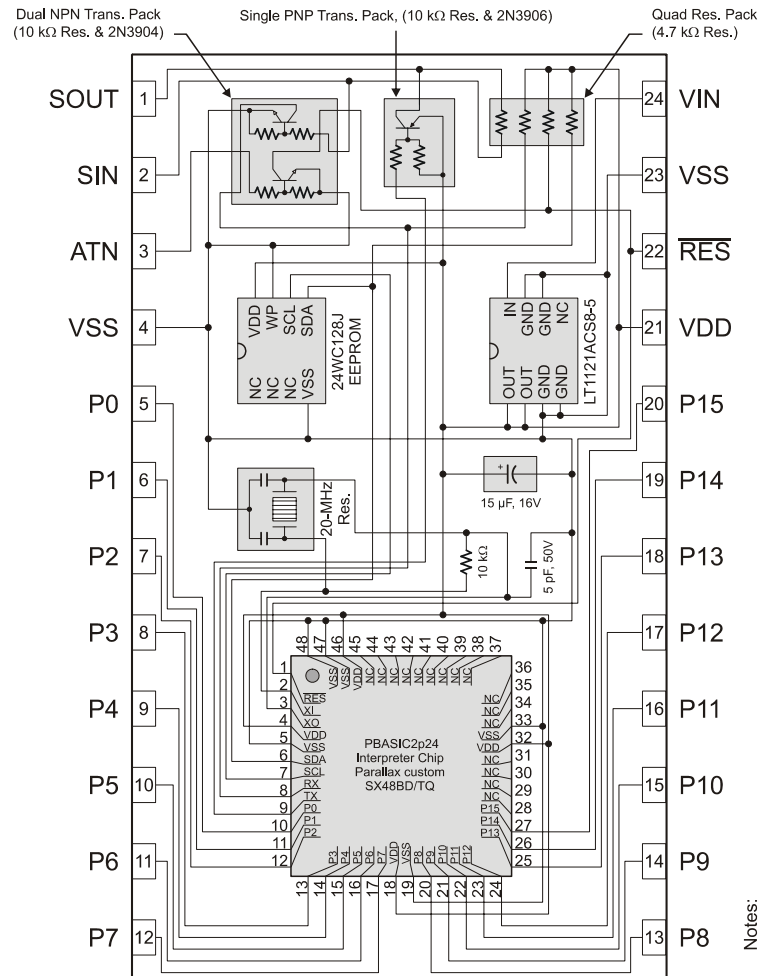 Dual NPN Trans. Pack
(10 kΩ Res. & 2N3904)
Single PNP Trans. Pack, (10 kΩ Res. & 2N3906)
Quad Res. Pack
(4.7 kΩ Res.)
SOUT 1
SIN 2
ATN 3
VSS 4
P0 5
P1 6
P2 7
P3 8
P4 9
P5 10
P6 11
P7 12
24 VIN
23 VSS
22 RES
21 VDD
20 P15
19 P14
18 P13
17 P12
16 P11
15 P10
14 P9
13 P8
VDD
WP
SCL
SDA
NC
NC
NC
VSS
24WC128J
EEPROM
IN
GND
GND
NC
OUT
OUT
GND
GND
LT1121ACS8-5
20-MHz
Res.
+
15 µF, 16V
10 kΩ
5 pF, 50V
48 47 46 45 44 43 42 41 40 39 38 37
VSS VSS VDD NC NC NC NC NC NC NC
1
2
3
4
5
6
7
8
9
10
11
12
RES
XI
XO
VDD
VSS
SDA
SCL
RX
TX
P0
P1
P2
PBASIC2p24
Interpreter Chip
Parallax custom
SX48BD/TQ
36
35
34
33
32
31
30
29
28
27
26
25
NC
NC
NC
VSS
VDD
NC
NC
NC
NC
P15
P14
P13
P3 P4 P5 P6 P7 VDD VSS P8 P9 P10 P11 P12
13 14 15 16 17 18 19 20 21 22 23 24
Notes: